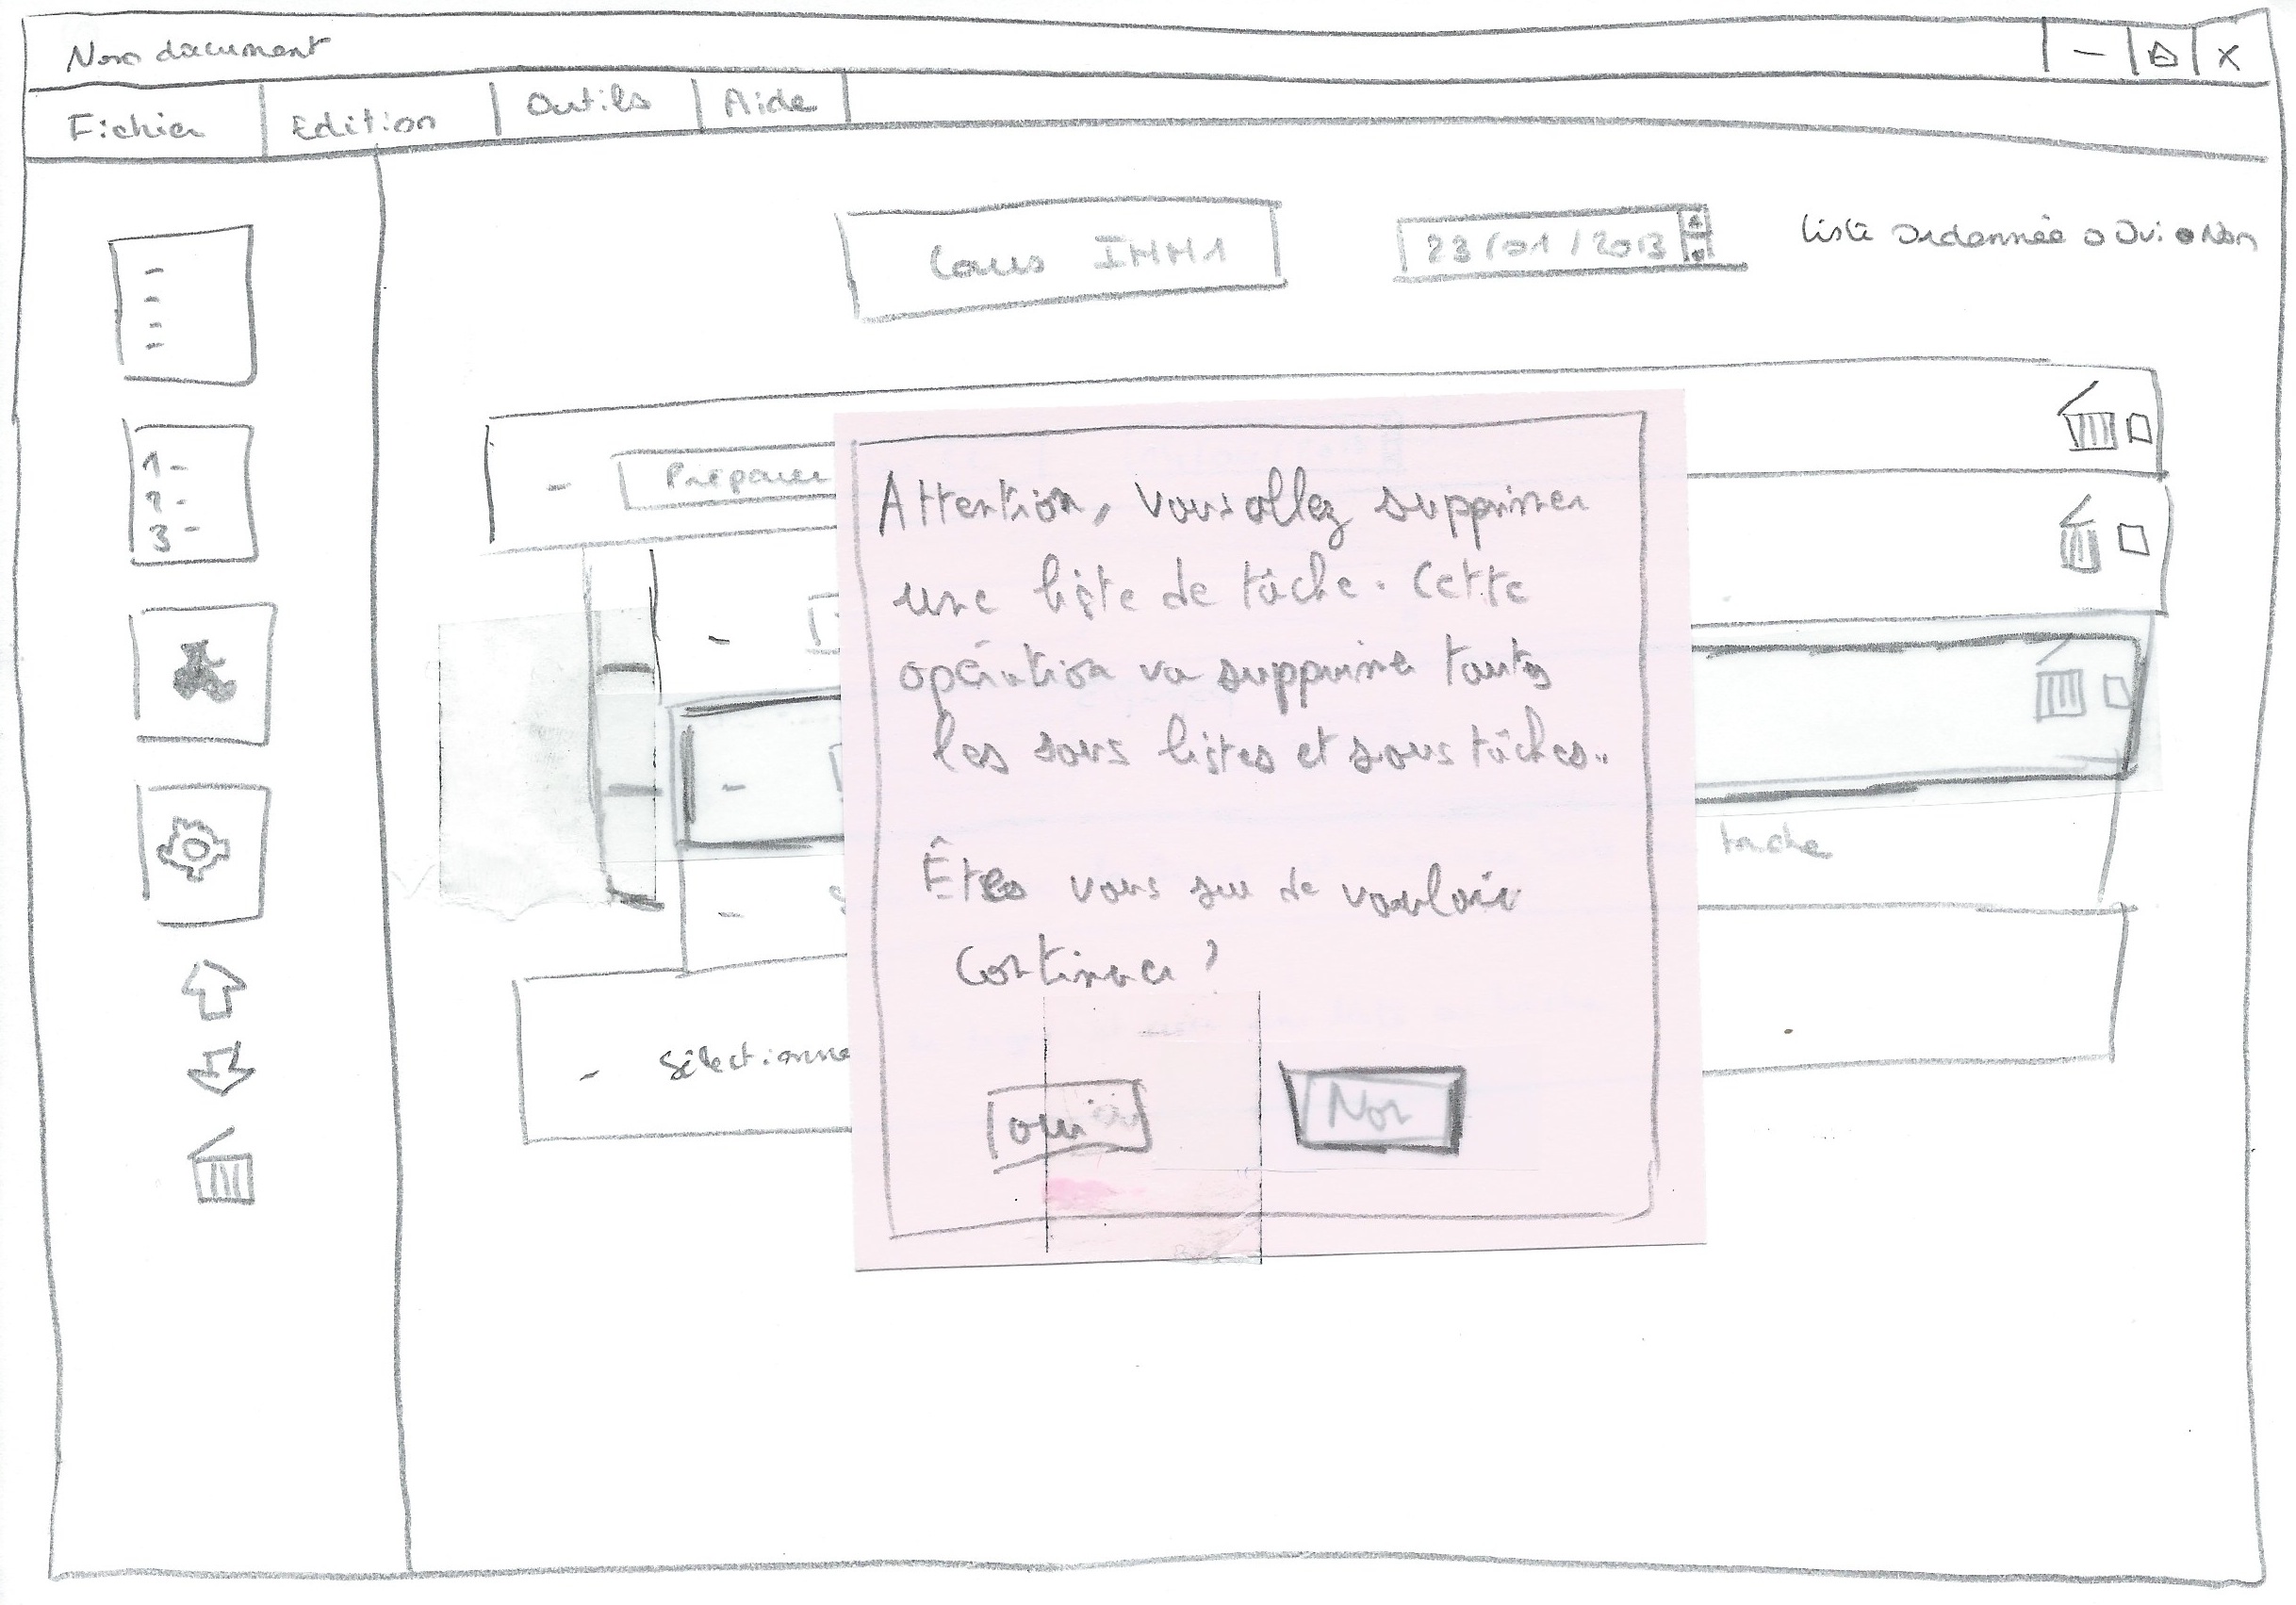 Nom document
Fichier Edition Outils Aide
Cours IHM1 23/01/2013 liste ordonnée Oui Non
1-
2-
3-
- Préparer
Attention, vous allez supprimer
une liste de tâche. Cette
opération va supprimer toutes
les sous listes et sous tâches.
tache
Êtes vous sur de vouloir
continuer ?
- Sélectionne
oui Non